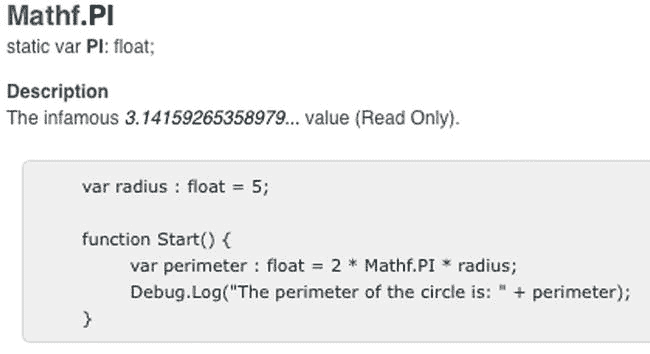 Mathf.PI
static var PI: float;
Description
The infamous 3.14159265358979... value (Read Only).
var radius : float = 5;
function Start() {
var perimeter : float = 2 * Mathf.PI * radius;
Debug.Log("The perimeter of the circle is: " + perimeter);
}